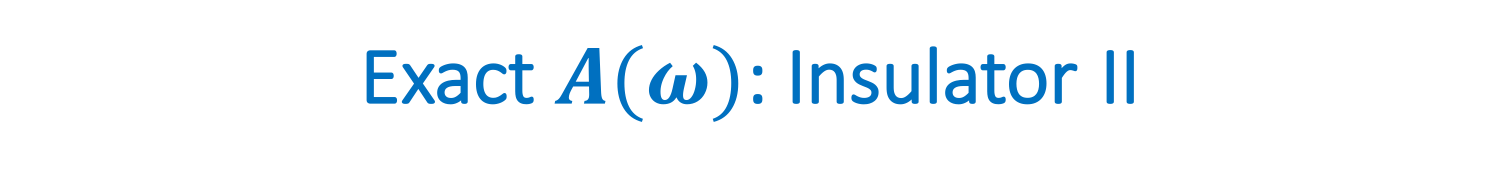 Exact 𝑨(𝝎): Insulator II